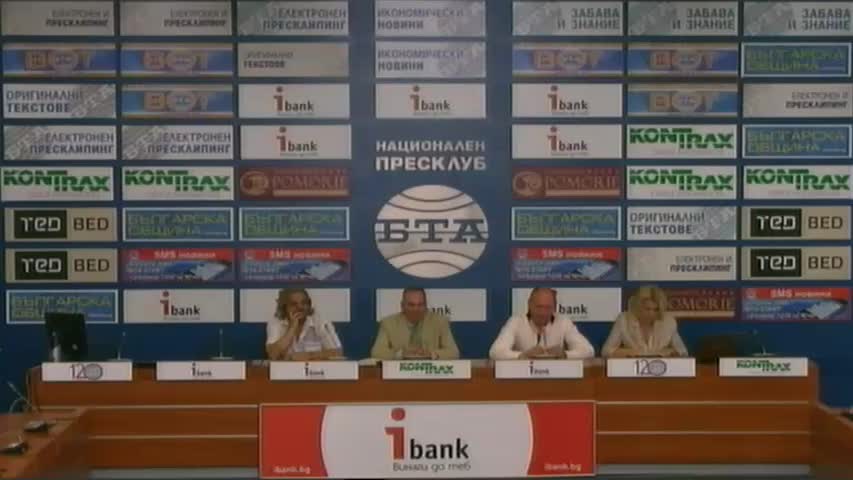 ЕЛЕКТРОНЕН И
ПРЕСКЛИПИНГ
БТА
ЕЛЕКТРОНЕН
ПРЕСКЛИПИНГ
ИКОНОМИЧЕСКИ
НОВИНИ
ЗАБАВА
И ЗНАНИЕ
БТА
ЗАБАВА
И ЗНАНИЕ
ОРИГИНАЛНИ
ТЕКСТОВЕ
ИКОНОМИЧЕСКИ
НОВИНИ
БЪЛГАРСКА
ОБЩИНА
ОРИГИНАЛНИ
ТЕКСТОВЕ
БТА
ibank
ibank
ibank
ЕЛЕКТРОНЕН И
ПРЕСКЛИПИНГ
ЕЛЕКТРОНЕН
ПРЕСКЛИПИНГ
ЕЛЕКТРОНЕН
ПРЕСКЛИПИНГ
ibank
НАЦИОНАЛЕН
ПРЕСКЛУБ
ibank
KONTRAX
БЪЛГАРСКА
ОБЩИНА
KONTRAX
KONTRAX
POMORIE
POMORIE
KONTRAX
KONTRAX
TED BED
БЪЛГАРСКА
ОБЩИНА
БЪЛГАРСКА
ОБЩИНА
БТА
БЪЛГАРСКА
ОБЩИНА
ОРИГИНАЛНИ
ТЕКСТОВЕ
TED BED
TED BED
SMS НОВИНИ
SMS НОВИНИ
ЕЛЕКТРОНЕН И
ПРЕСКЛИПИНГ
TED BED
БЪЛГАРСКА
ОБЩИНА
ibank
ibank
ibank
POMORIE
SMS НОВИНИ
120
ibank
ibank
KONTRAX
ibank
120
KONTRAX
ibank
Винаги до теб
ibank.bg
ibank.bg